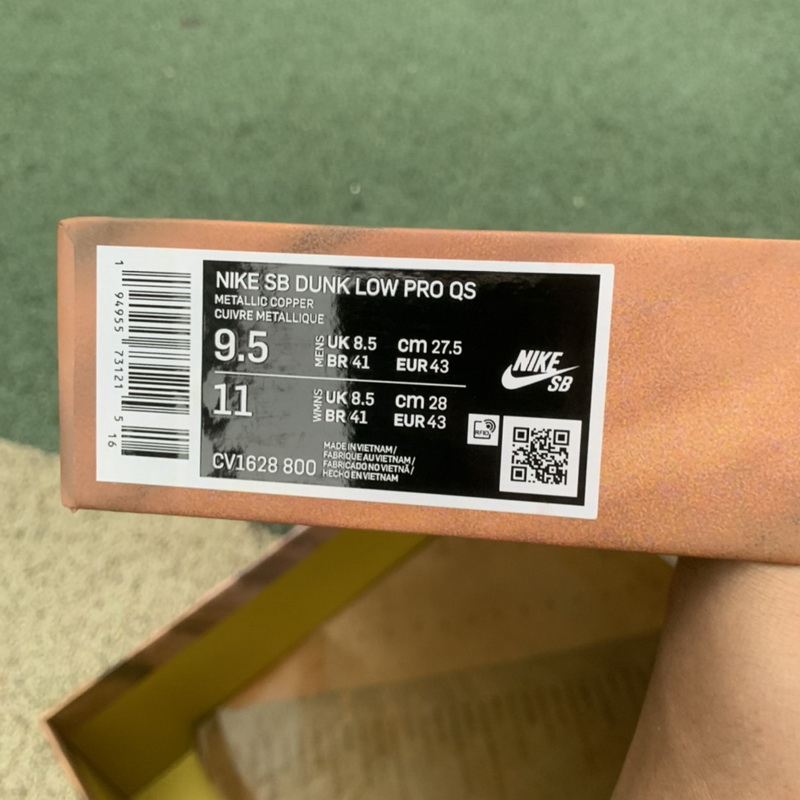 1 94955 73121 5 16
NIKE SB DUNK LOW PRO QS
METALLIC COPPER
CUIVRE METALLIQUE
9.5 MENS UK 8.5 cm 27.5
BR 41 EUR 43
11 WMNS UK 8.5 cm 28
BR 41 EUR 43
CV1628 800
MADE IN VIETNAM/
FABRIQUE AU VIETNAM/
FABRICADO NO VIETNÃ/
HECHO EN VIETNAM
NIKE
SB
RFID